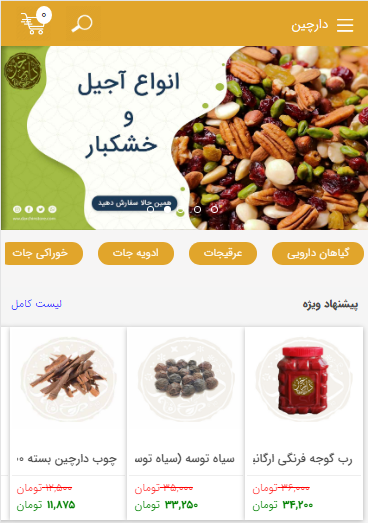 دارچین
۰
انواع آجیل
و
خشکبار
همین حالا سفارش دهید
گیاهان دارویی
عرقیجات
ادویه جات
خوراکی جات
پیشنهاد ویژه
لیست کامل
رب گوجه فرنگی ارگانی
۳۶,۰۰۰ تومان
۳۴,۲۰۰ تومان
سیاه توسه (سیاه توس
۳۵,۰۰۰ تومان
۳۳,۲۵۰ تومان
چوب دارچین بسته ۵۰
۱۲,۵۰۰ تومان
۱۱,۸۷۵ تومان